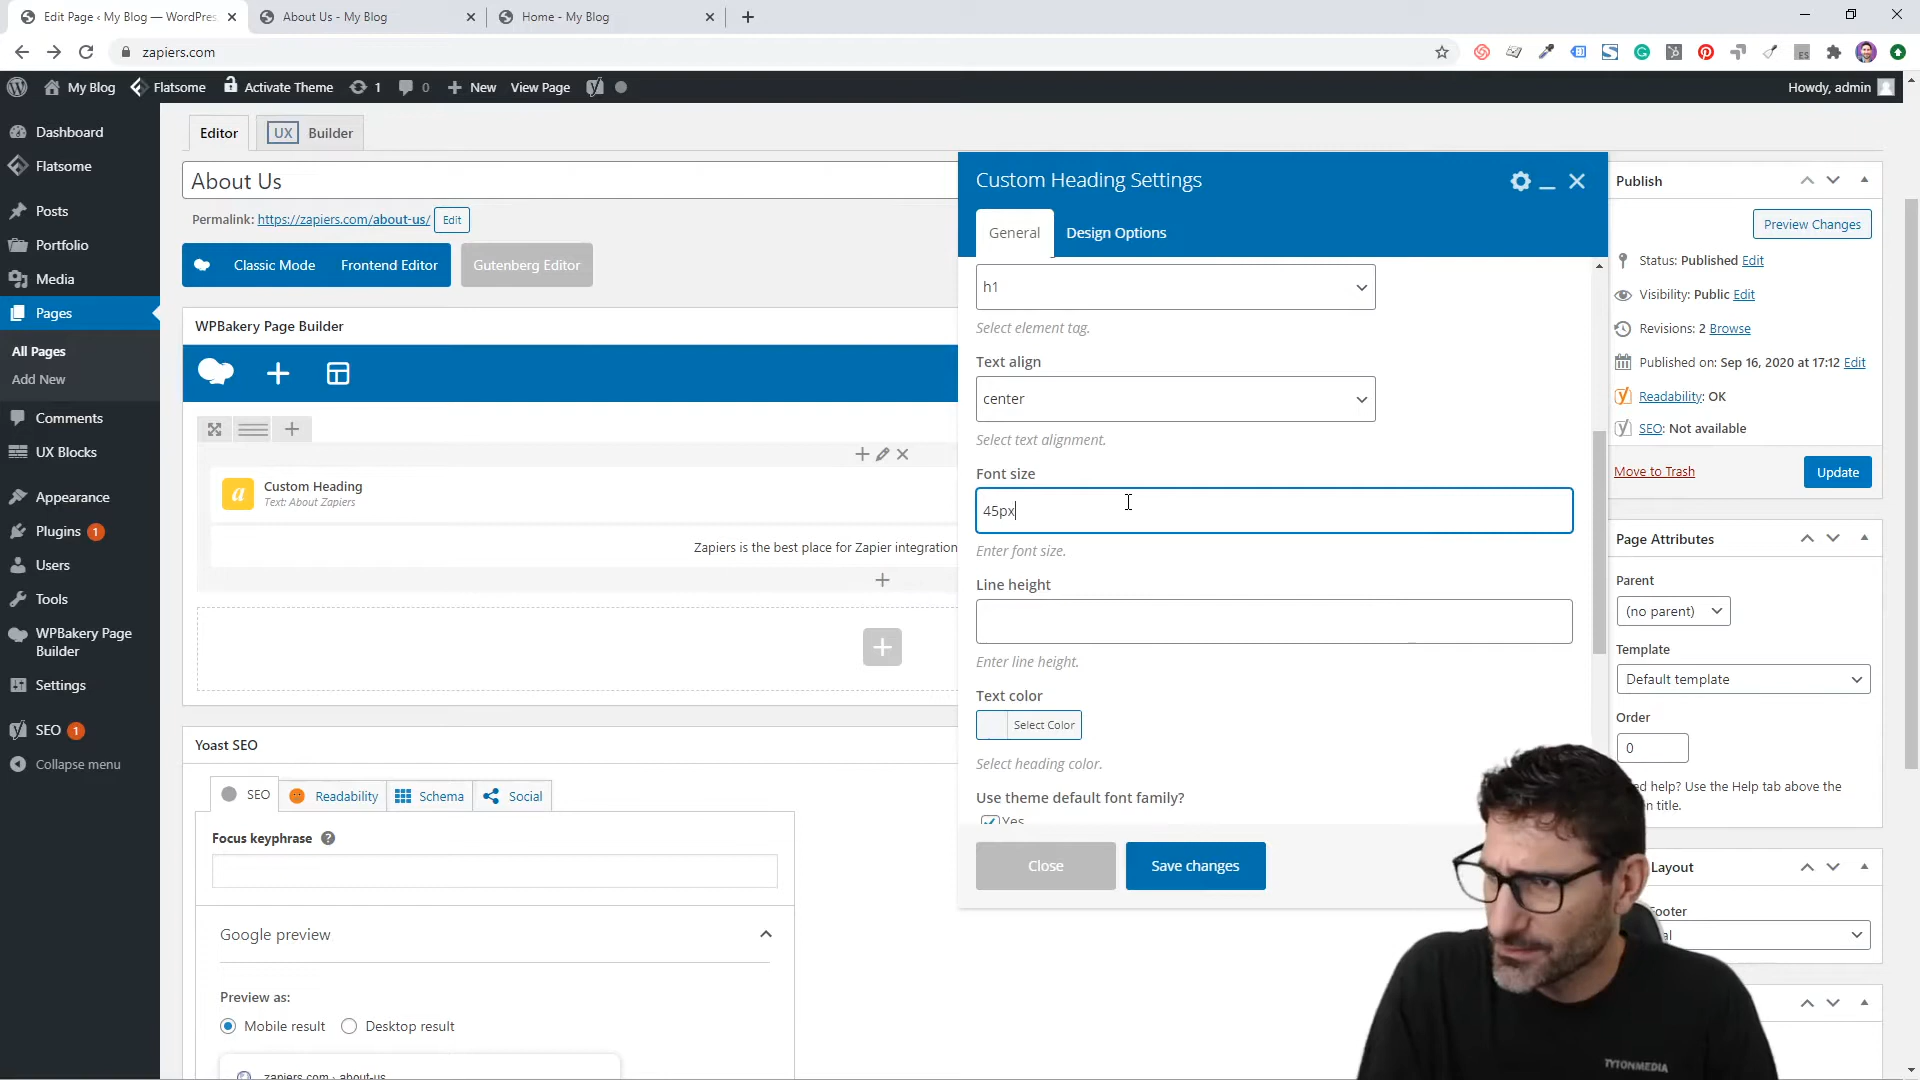 Edit Page ‹ My Blog — WordPres
About Us - My Blog
Home - My Blog
zapiers.com
My Blog
Flatsome
Activate Theme
1
0
New
View Page
Howdy, admin
Dashboard
Flatsome
Posts
Portfolio
Media
Pages
All Pages
Add New
Comments
UX Blocks
Appearance
Plugins 1
Users
Tools
WPBakery Page
Builder
Settings
SEO 1
Collapse menu
Editor
UX Builder
About Us
Permalink: https://zapiers.com/about-us/ Edit
Classic Mode
Frontend Editor
Gutenberg Editor
WPBakery Page Builder
Custom Heading
Text: About Zapiers
Zapiers is the best place for Zapier integration
Yoast SEO
SEO
Readability
Schema
Social
Focus keyphrase
Google preview
Preview as:
Mobile result
Desktop result
zapiers.com › about-us
Custom Heading Settings
General
Design Options
h1
Select element tag.
Text align
center
Select text alignment.
Font size
45px
Enter font size.
Line height
Enter line height.
Text color
Select Color
Select heading color.
Use theme default font family?
Yes
Close
Save changes
Publish
Preview Changes
Status: Published Edit
Visibility: Public Edit
Revisions: 2 Browse
Published on: Sep 16, 2020 at 17:12 Edit
Readability: OK
SEO: Not available
Move to Trash
Update
Page Attributes
Parent
(no parent)
Template
Default template
Order
0
help? Use the Help tab above the
title.
Layout
Footer
TYTONMEDIA